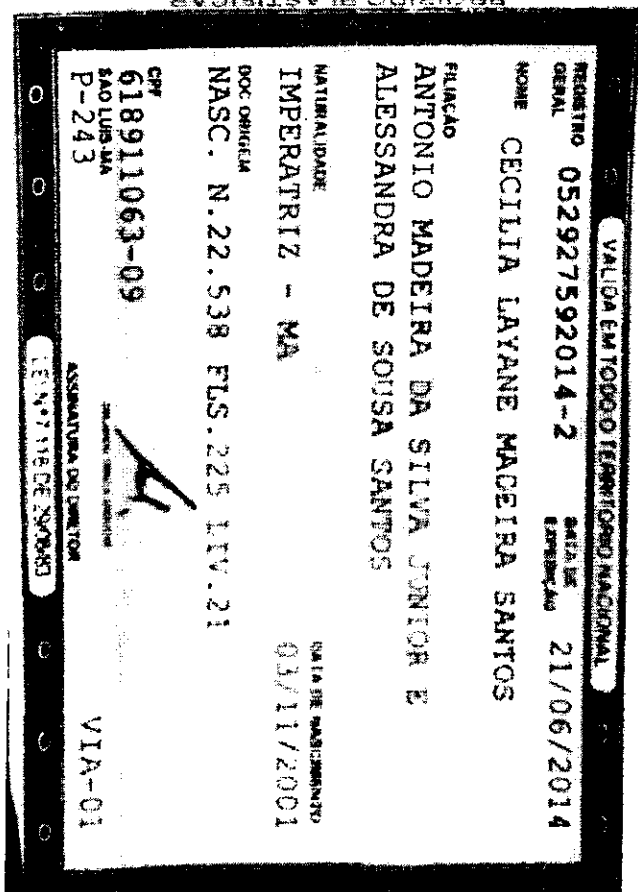 VALIDA EM TODO O TERRITORIO NACIONAL
REGISTRO GERAL 052927592014-2 DATA DE EXPEDIÇÃO 21/06/2014
NOME CECILIA LAYANE MADEIRA SANTOS
FILIAÇÃO
ANTONIO MADEIRA DA SILVA JUNIOR E
ALESSANDRA DE SOUSA SANTOS
NATURALIDADE DATA DE NASCIMENTO
IMPERATRIZ - MA 03/11/2001
DOC ORIGEM
NASC. N.22.538 FLS.225 LIV.21
CPF
618911063-09
SAO LUIS-MA
P-243 VIA-01
ASSINATURA DO DIRETOR
LEI Nº 7.116 DE 29/08/83